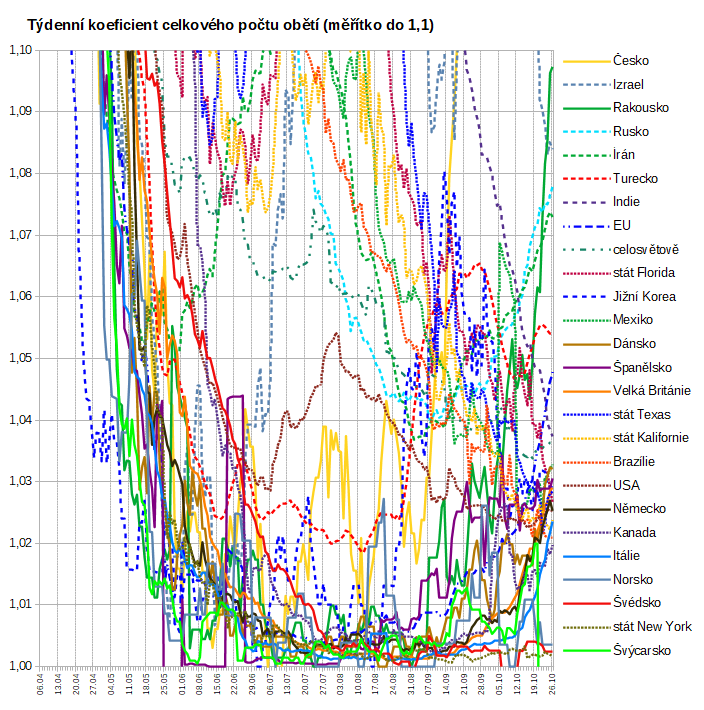 Týdenní koeficient celkového počtu obětí (měřítko do 1,1)
1,10
1,09
1,08
1,07
1,06
1,05
1,04
1,03
1,02
1,01
1,00
06.04 13.04 20.04 27.04 04.05 11.05 18.05 25.05 01.06 08.06 15.06 22.06 29.06 06.07 13.07 20.07 27.07 03.08 10.08 17.08 24.08 31.08 07.09 14.09 21.09 28.09 05.10 12.10 19.10 26.10
Česko
Izrael
Rakousko
Rusko
Írán
Turecko
Indie
EU
celosvětově
stát Florida
Jižní Korea
Mexiko
Dánsko
Španělsko
Velká Británie
stát Texas
stát Kalifornie
Brazílie
USA
Německo
Kanada
Itálie
Norsko
Švédsko
stát New York
Švýcarsko